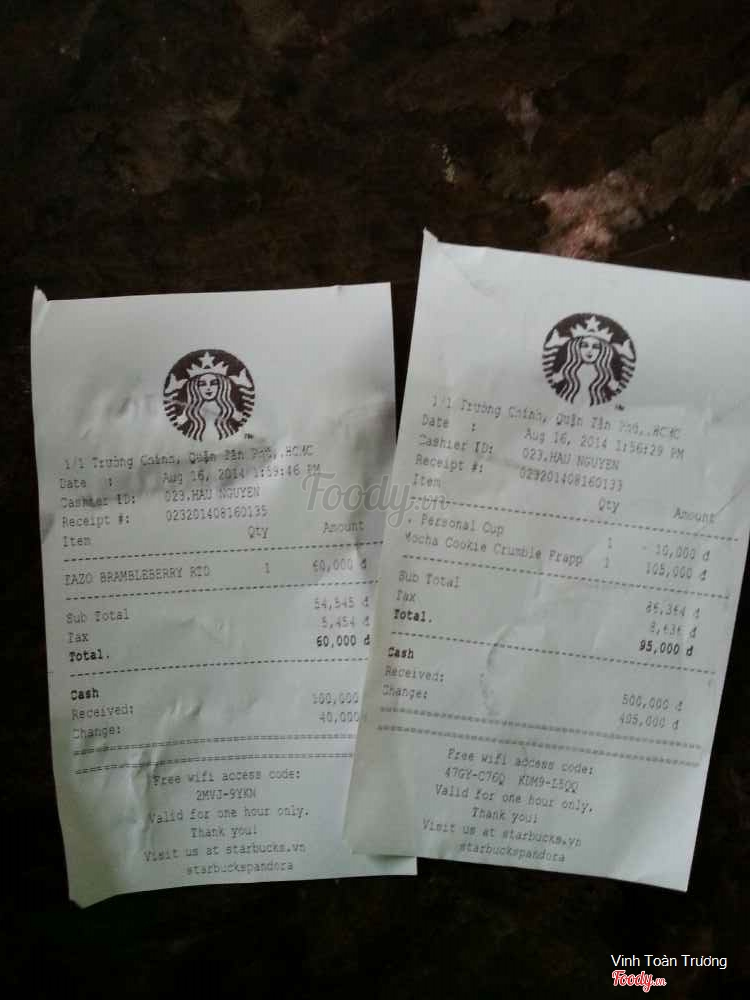 1/1 Trường Chinh, Quận Tân Phú,.HCMC
Date : Aug 16, 2014 1:59:46 PM
Cashier ID: 023.HAU NGUYEN
Receipt #: 023201408160135
Item Qty Amount
TAZO BRAMBLEBERRY RTD 1 60,000 đ
Sub Total 54,545 đ
Tax 5,454 đ
Total. 60,000 đ
Cash
Received: 100,000
Change: 40,000
Free wifi access code:
2MVJ-9YKN
Valid for one hour only.
Thank you!
Visit us at starbucks.vn
starbuckspandora
1/1 Trường Chinh, Quận Tân Phú,.HCMC
Date : Aug 16, 2014 1:56:29 PM
Cashier ID: 023.HAU NGUYEN
Receipt #: 023201408160133
Item Qty Amount
. Personal Cup 1 - 10,000 đ
Mocha Cookie Crumble Frapp 1 105,000 đ
Sub Total 86,364 đ
Tax 8,636 đ
Total. 95,000 đ
Cash
Received: 500,000 đ
Change: 405,000 đ
Free wifi access code:
47GY-C76Q KDM9-L5QQ
Valid for one hour only.
Thank you!
Visit us at starbucks.vn
starbuckspandora
Foody.vn
Vinh Toàn Trương
Foody.vn